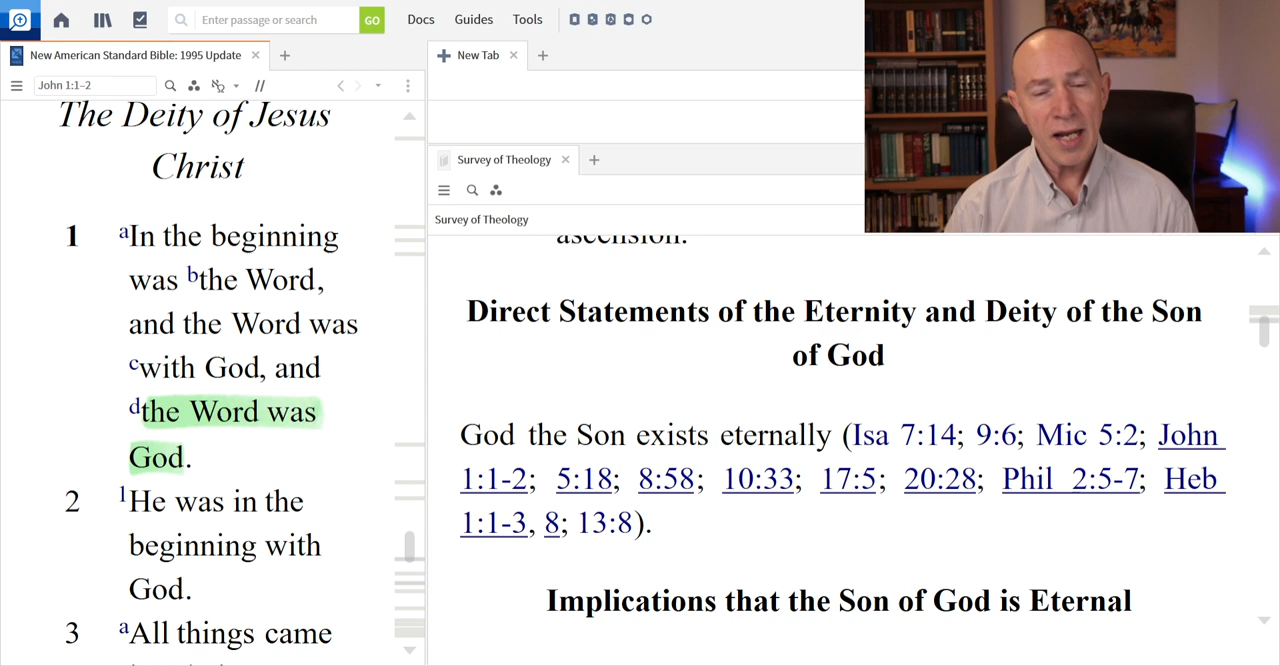 Enter passage or search GO Docs Guides Tools
New American Standard Bible: 1995 Update
John 1:1–2
The Deity of Jesus
Christ
1 aIn the beginning
was bthe Word,
and the Word was
cwith God, and
dthe Word was
God.
2 1He was in the
beginning with
God.
3 aAll things came
New Tab
Survey of Theology
Survey of Theology
ascension.
Direct Statements of the Eternity and Deity of the Son
of God
God the Son exists eternally (Isa 7:14; 9:6; Mic 5:2; John
1:1-2; 5:18; 8:58; 10:33; 17:5; 20:28; Phil 2:5-7; Heb
1:1-3, 8; 13:8).
Implications that the Son of God is Eternal